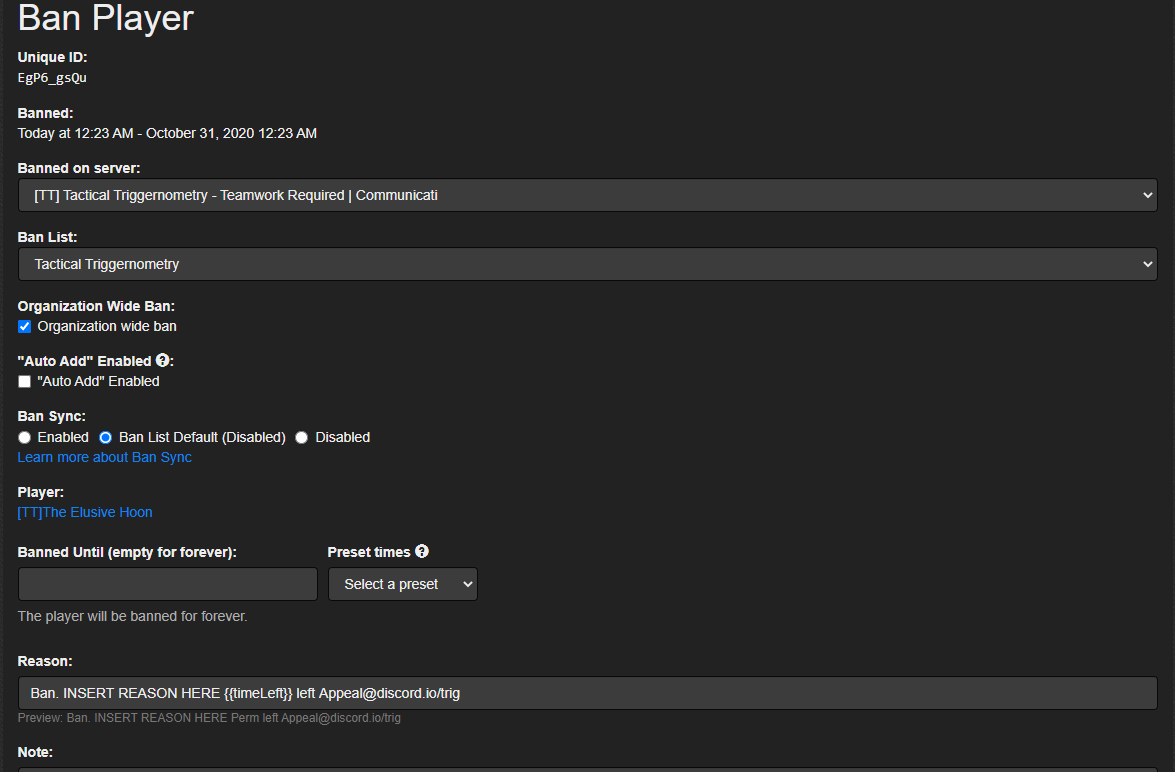 Ban Player
Unique ID:
EgP6_gsQu
Banned:
Today at 12:23 AM - October 31, 2020 12:23 AM
Banned on server:
[TT] Tactical Triggernometry - Teamwork Required | Communicati
Ban List:
Tactical Triggernometry
Organization Wide Ban:
Organization wide ban
"Auto Add" Enabled ?:
"Auto Add" Enabled
Ban Sync:
Enabled Ban List Default (Disabled) Disabled
Learn more about Ban Sync
Player:
[TT]The Elusive Hoon
Banned Until (empty for forever): Preset times ?
Select a preset
The player will be banned for forever.
Reason:
Ban. INSERT REASON HERE {{timeLeft}} left Appeal@discord.io/trig
Preview: Ban. INSERT REASON HERE Perm left Appeal@discord.io/trig
Note: